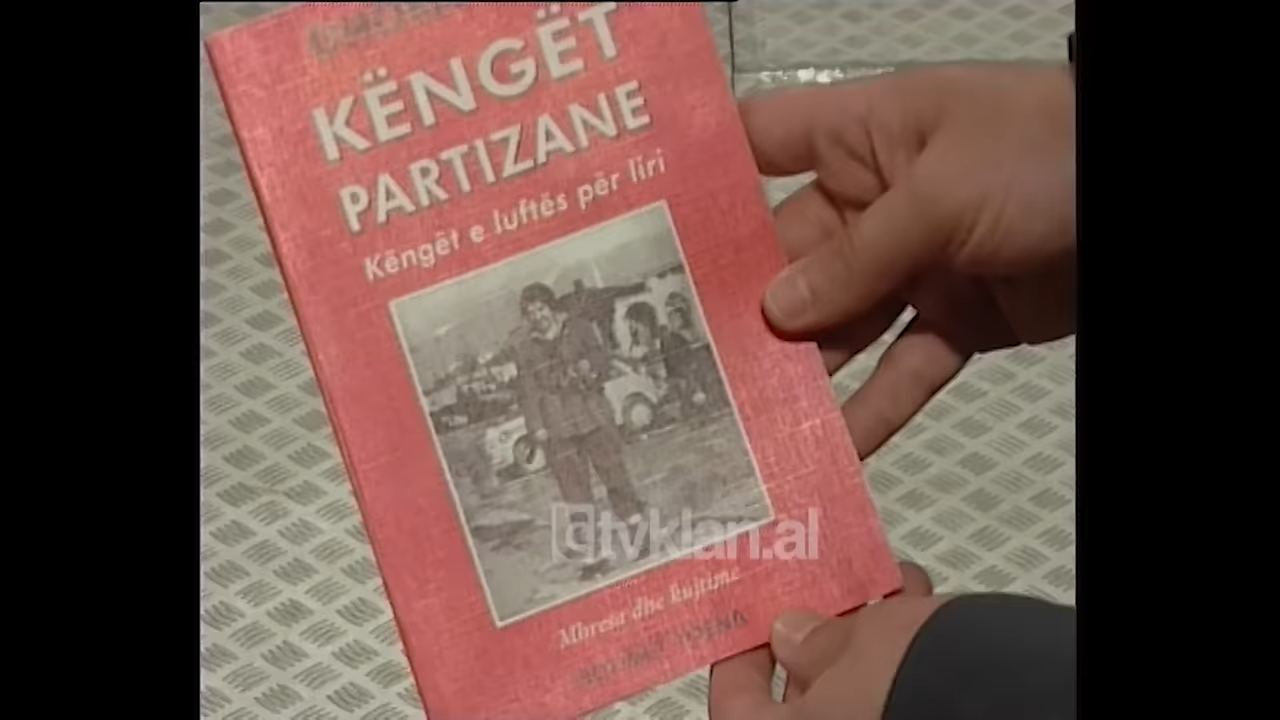 KËNGËT
PARTIZANE
Këngët e luftës për liri
tvklan.al
Mbresa dhe kujtime